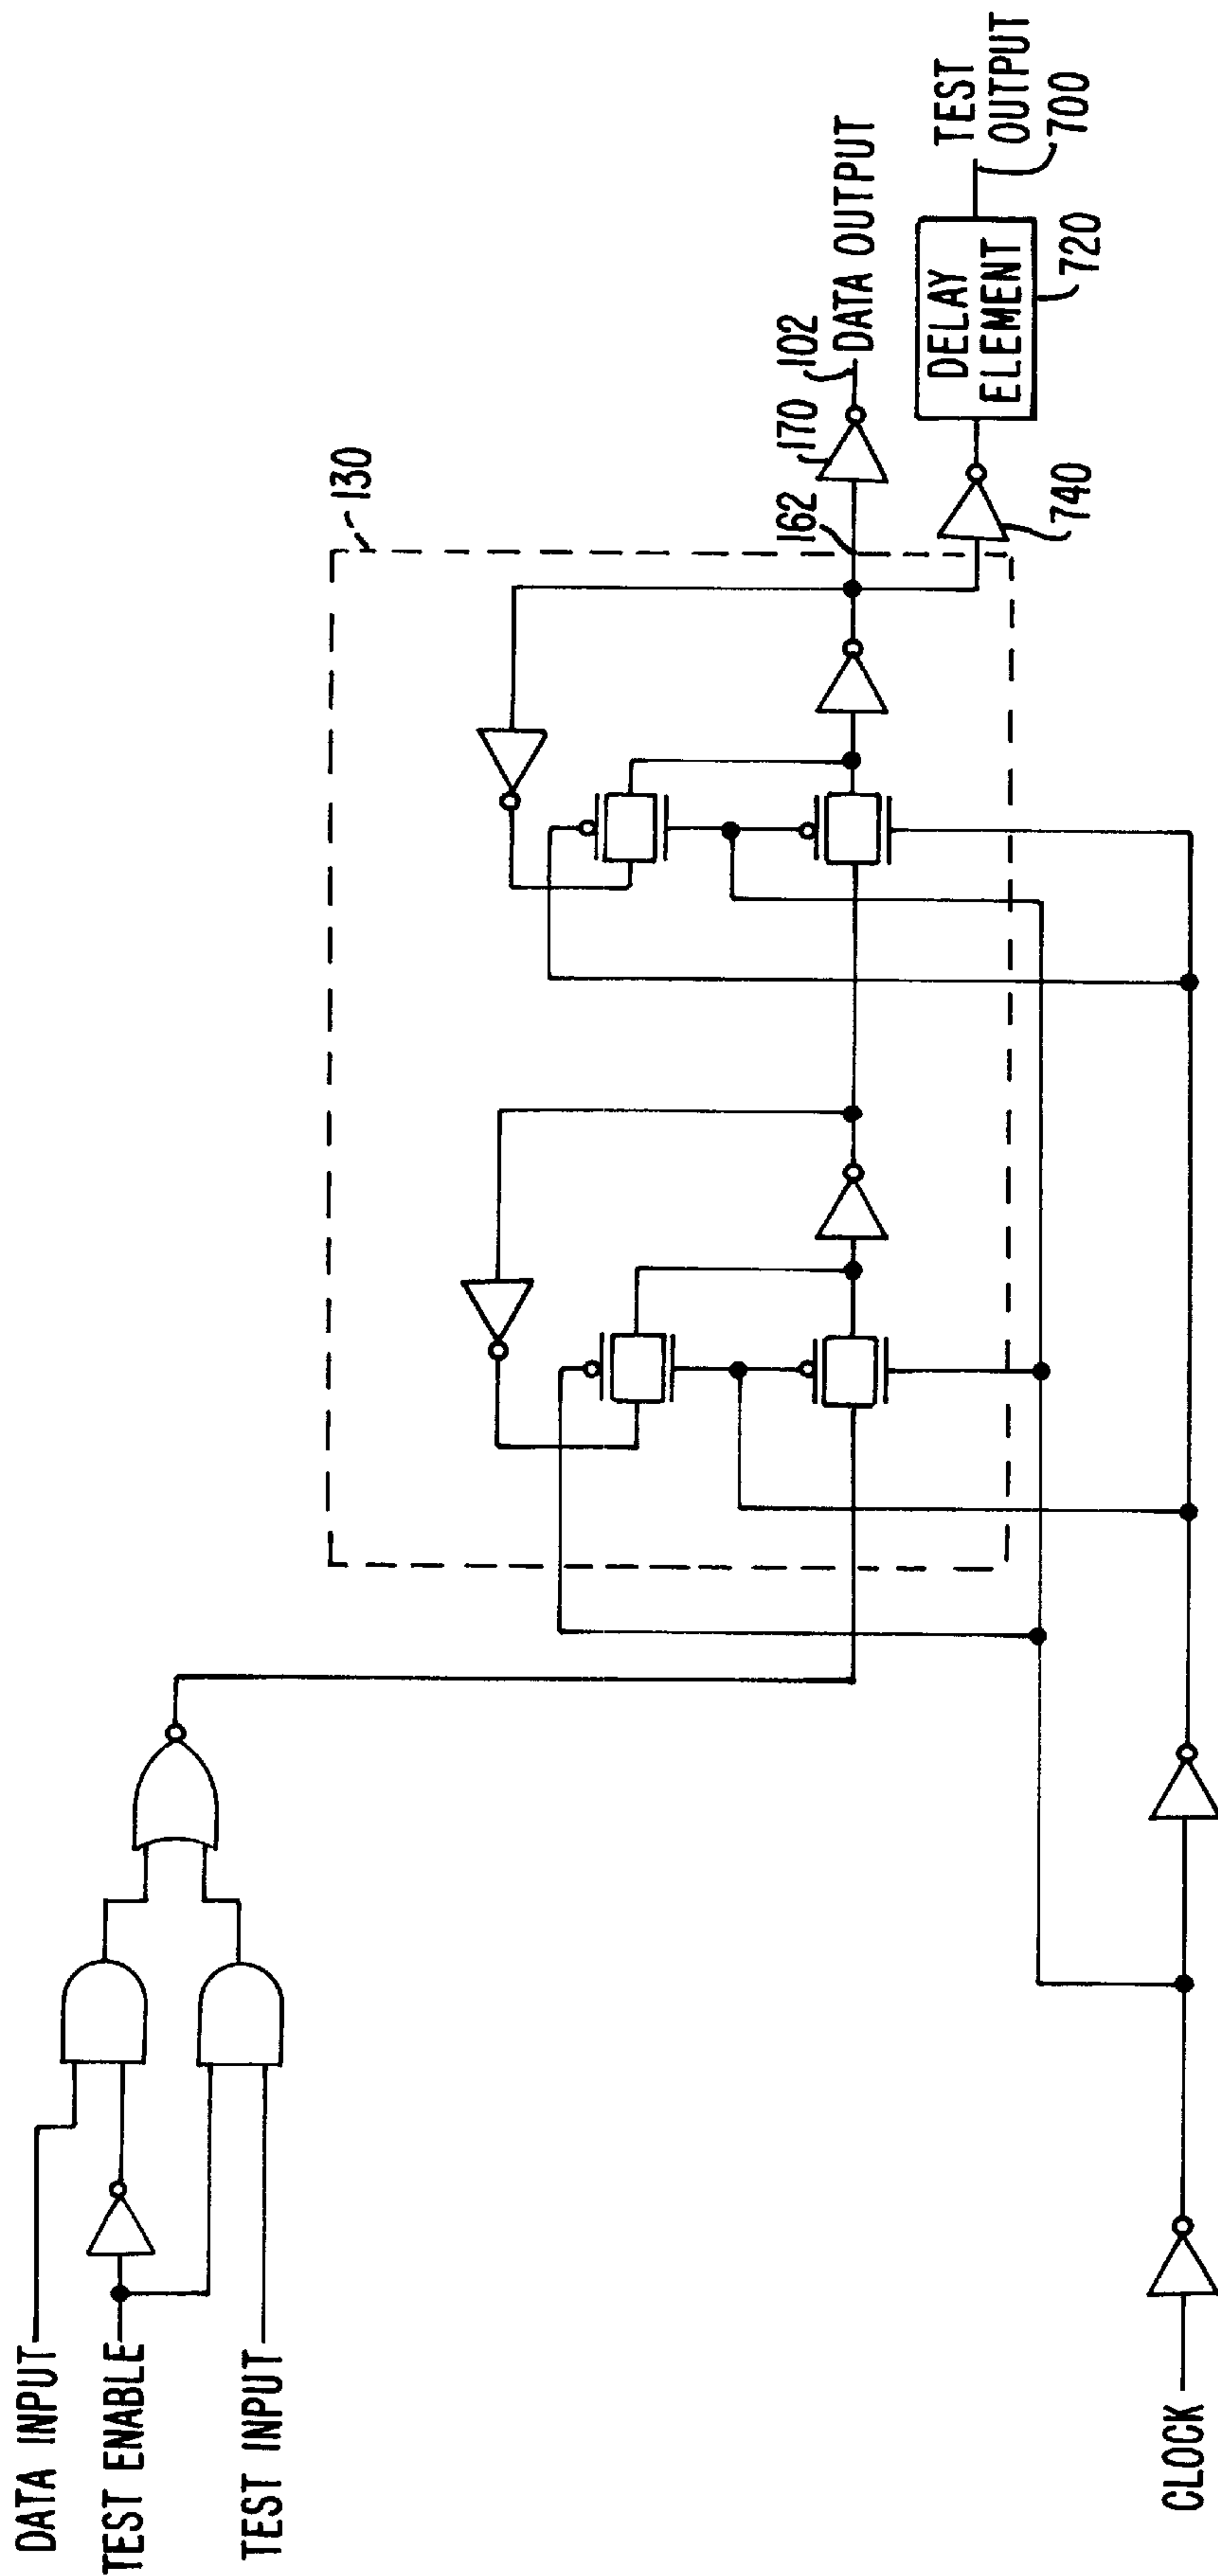 DATA INPUT
TEST ENABLE
TEST INPUT
CLOCK
130
162
170
102
DATA OUTPUT
740
DELAY
ELEMENT
720
TEST
OUTPUT
700